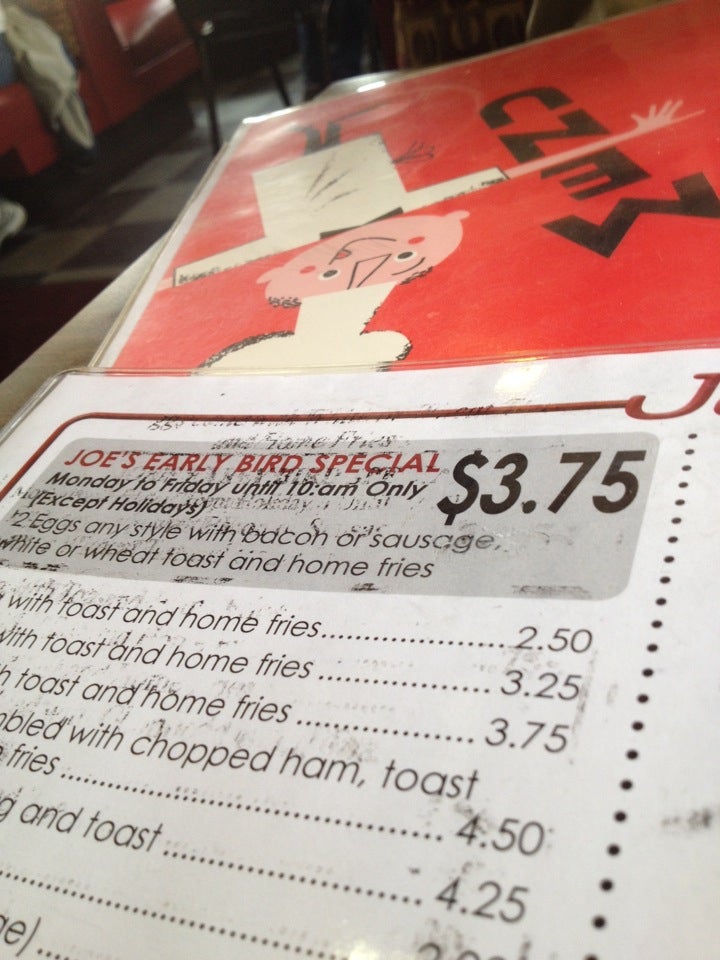 MENU
JOE'S EARLY BIRD SPECIAL $3.75
Monday to Friday until 10:am Only
(Except Holidays)
2 Eggs any style with bacon or sausage,
white or wheat toast and home fries
with toast and home fries 2.50
with toast and home fries 3.25
toast and home fries 3.75
with chopped ham, toast
fries 4.50
and toast 4.25